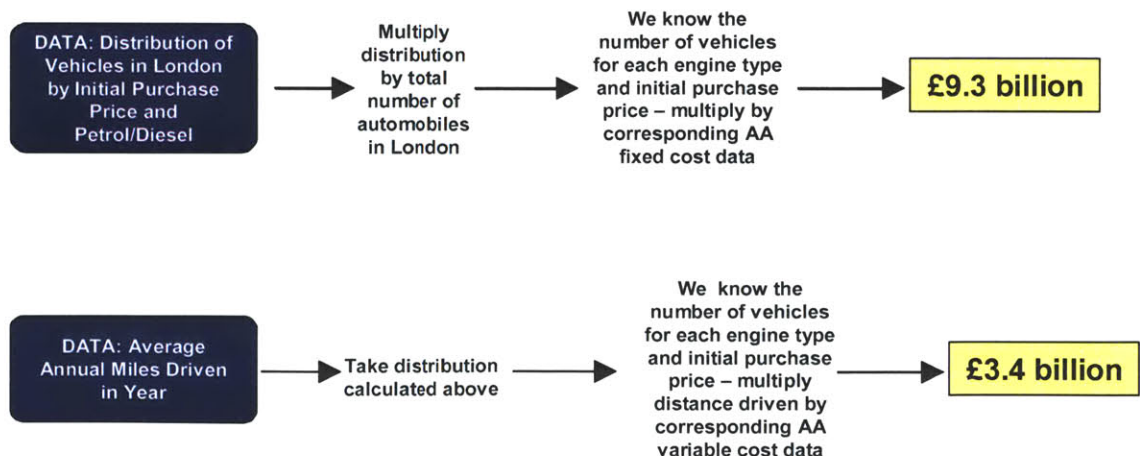 DATA: Distribution of
Vehicles in London
by Initial Purchase
Price and
Petrol/Diesel
Multiply
distribution
by total
number of
automobiles
in London
We know the
number of vehicles
for each engine type
and initial purchase
price – multiply by
corresponding AA
fixed cost data
£9.3 billion
DATA: Average
Annual Miles Driven
in Year
Take distribution
calculated above
We know the
number of vehicles
for each engine type
and initial purchase
price – multiply
distance driven by
corresponding AA
variable cost data
£3.4 billion